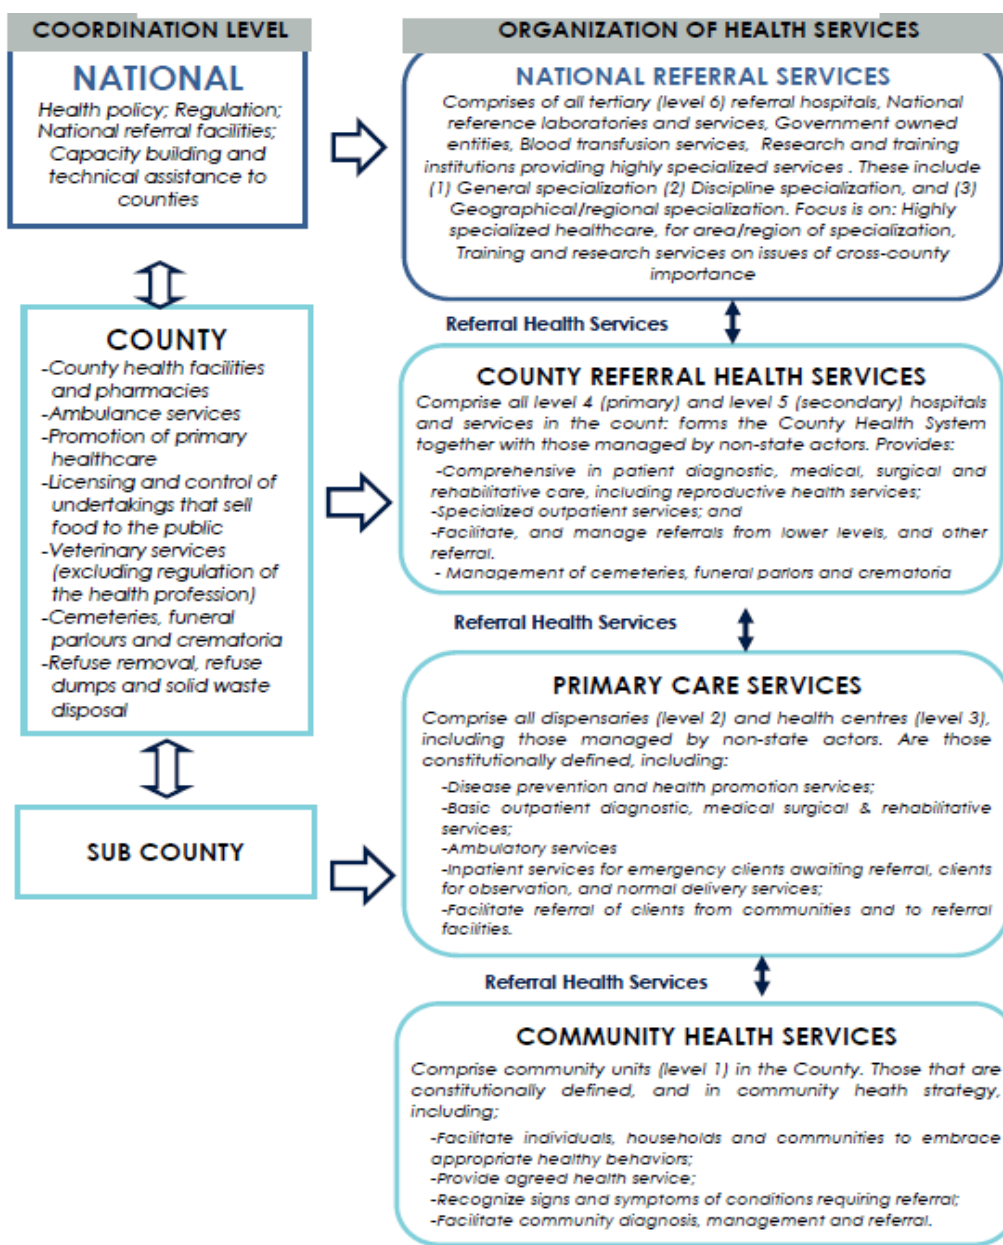 COORDINATION LEVEL
NATIONAL
Health policy; Regulation;
National referral facilities;
Capacity building and
technical assistance to
counties
COUNTY
-County health facilities
and pharmacies
-Ambulance services
-Promotion of primary
healthcare
-Licensing and control of
undertakings that sell
food to the public
-Veterinary services
(excluding regulation of
the health profession)
-Cemeteries, funeral
parlours and crematoria
-Refuse removal, refuse
dumps and solid waste
disposal
SUB COUNTY
ORGANIZATION OF HEALTH SERVICES
NATIONAL REFERRAL SERVICES
Comprises of all tertiary (level 6) referral hospitals, National
reference laboratories and services, Government owned
entities, Blood transfusion services, Research and training
institutions providing highly specialized services . These include
(1) General specialization (2) Discipline specialization, and (3)
Geographical/regional specialization. Focus is on: Highly
specialized healthcare, for area/region of specialization,
Training and research services on issues of cross-county
importance
Referral Health Services
COUNTY REFERRAL HEALTH SERVICES
Comprise all level 4 (primary) and level 5 (secondary) hospitals
and services in the count: forms the County Health System
together with those managed by non-state actors. Provides:
-Comprehensive in patient diagnostic, medical, surgical and
rehabilitative care, including reproductive health services;
-Specialized outpatient services; and
-Facilitate, and manage referrals from lower levels, and other
referral.
- Management of cemeteries, funeral parlors and crematoria
Referral Health Services
PRIMARY CARE SERVICES
Comprise all dispensaries (level 2) and health centres (level 3),
including those managed by non-state actors. Are those
constitutionally defined, including:
-Disease prevention and health promotion services;
-Basic outpatient diagnostic, medical surgical & rehabilitative
services;
-Ambulatory services
-Inpatient services for emergency clients awaiting referral, clients
for observation, and normal delivery services;
-Facilitate referral of clients from communities and to referral
facilities.
Referral Health Services
COMMUNITY HEALTH SERVICES
Comprise community units (level 1) in the County. Those that are
constitutionally defined, and in community heath strategy,
including;
-Facilitate individuals, households and communities to embrace
appropriate healthy behaviors;
-Provide agreed health service;
-Recognize signs and symptoms of conditions requiring referral;
-Facilitate community diagnosis, management and referral.